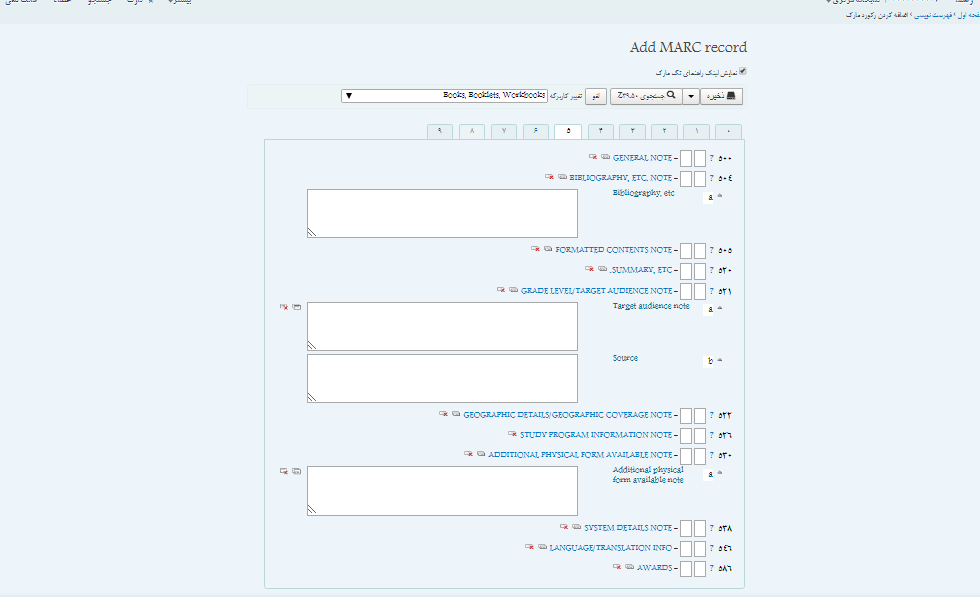 صفحه اول › فهرست نویسی › اضافه کردن رکورد مارک
Add MARC record
نمایش لینک راهنمای تگ مارک
ذخیره
جستجوی Z۳۹.۵۰
لغو
تغییر کاربرگه
Books, Booklets, Workbooks
۰ ۱ ۲ ۳ ۴ ۵ ۶ ۷ ۸ ۹
۵۰۰ ? – GENERAL NOTE
۵۰۴ ? – BIBLIOGRAPHY, ETC. NOTE
a Bibliography, etc
۵۰۵ ? – FORMATTED CONTENTS NOTE
۵۲۰ ? – SUMMARY, ETC.
۵۲۱ ? – GRADE LEVEL/TARGET AUDIENCE NOTE
a Target audience note
b Source
۵۲۲ ? – GEOGRAPHIC DETAILS/GEOGRAPHIC COVERAGE NOTE
۵۲۶ ? – STUDY PROGRAM INFORMATION NOTE
۵۳۰ ? – ADDITIONAL PHYSICAL FORM AVAILABLE NOTE
a Additional physical
form available note
۵۳۸ ? – SYSTEM DETAILS NOTE
۵۴۶ ? – LANGUAGE/TRANSLATION INFO
۵۸۶ ? – AWARDS